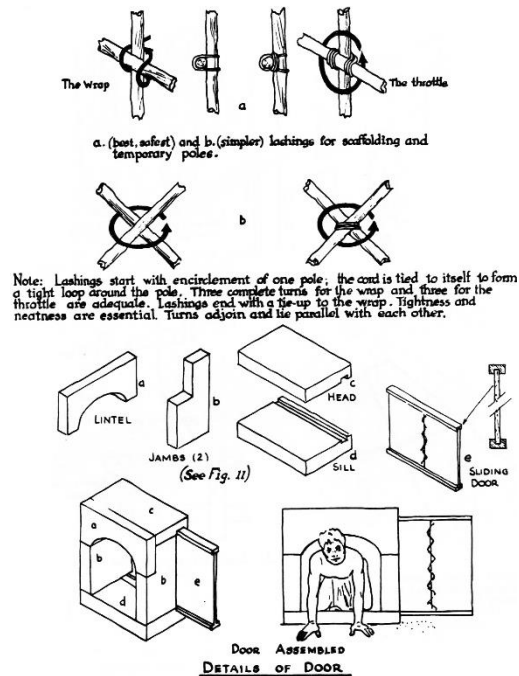 The Wrap
The throttle
a
a. (best, safest) and b. (simpler) lashings for scaffolding and
temporary poles.
b
Note: Lashings start with encirclement of one pole; the cord is tied to itself to form
a tight loop around the pole. Three complete turns for the wrap and three for the
throttle are adequate. Lashings end with a tie-up to the wrap. Tightness and
neatness are essential. Turns adjoin and lie parallel with each other.
a
LINTEL
b
JAMBS (2)
(See Fig. 11)
c
HEAD
d
SILL
e
SLIDING
DOOR
c
a
b
b
d
e
DOOR ASSEMBLED
DETAILS OF DOOR